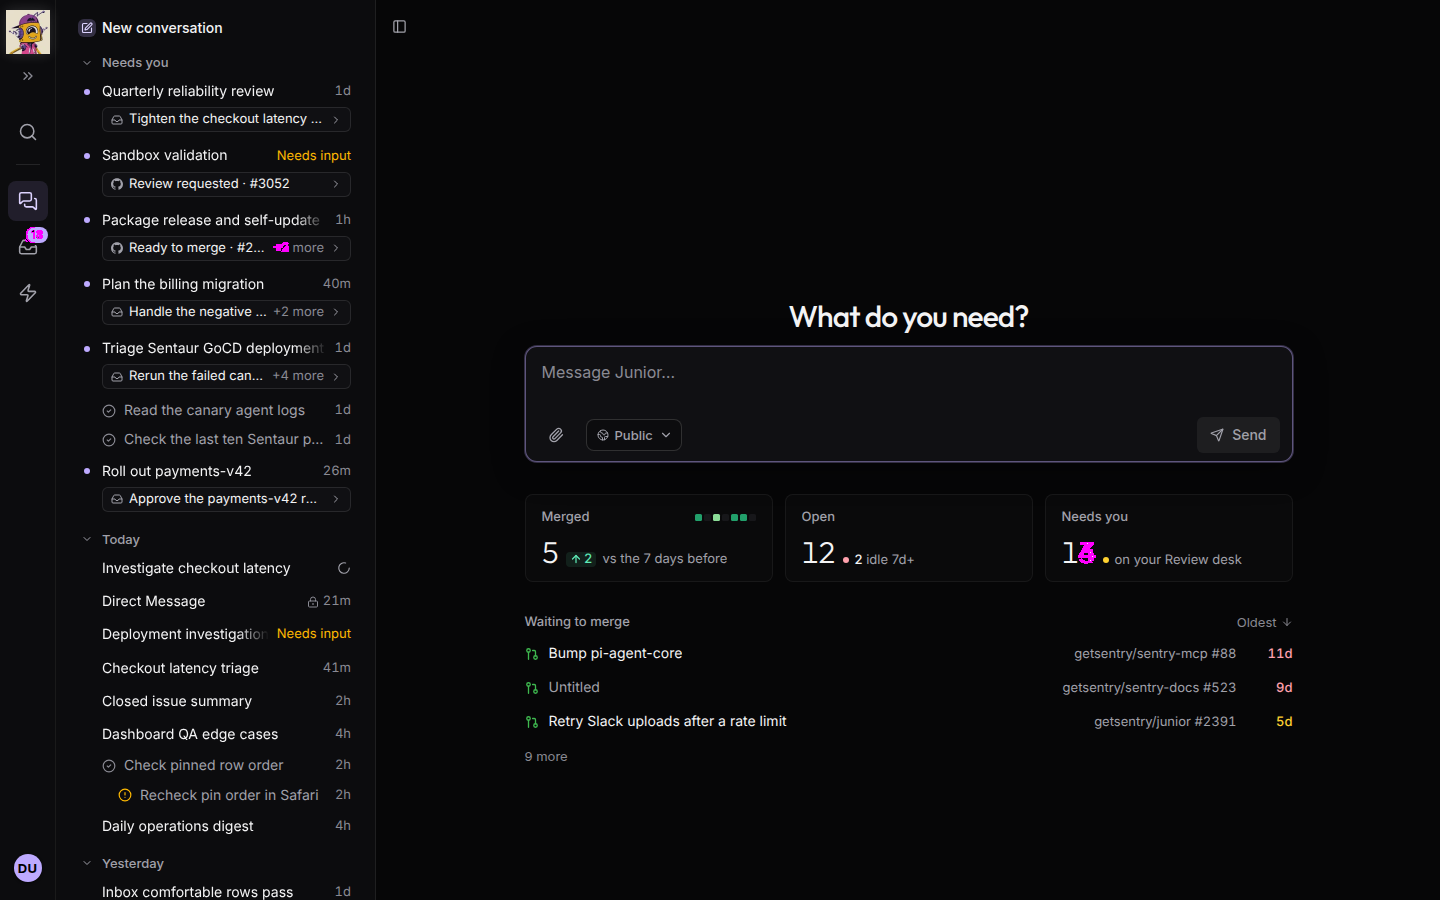 New conversation
Needs you
Quarterly reliability review 1d
Tighten the checkout latency ...
Sandbox validation Needs input
Review requested · #3052
Package release and self-update 1h
Ready to merge · #2... more
Plan the billing migration 40m
Handle the negative ... +2 more
Triage Sentaur GoCD deployment 1d
Rerun the failed can... +4 more
Read the canary agent logs 1d
Check the last ten Sentaur p... 1d
Roll out payments-v42 26m
Approve the payments-v42 r...
Today
Investigate checkout latency
Direct Message 21m
Deployment investigation Needs input
Checkout latency triage 41m
Closed issue summary 2h
Dashboard QA edge cases 4h
Check pinned row order 2h
Recheck pin order in Safari 2h
Daily operations digest 4h
Yesterday
Inbox comfortable rows pass 1d
DU
What do you need?
Message Junior...
Public
Send
Merged
5 ↑ 2 vs the 7 days before
Open
12 2 idle 7d+
Needs you
on your Review desk
Waiting to merge Oldest ↓
Bump pi-agent-core getsentry/sentry-mcp #88 11d
Untitled getsentry/sentry-docs #523 9d
Retry Slack uploads after a rate limit getsentry/junior #2391 5d
9 more